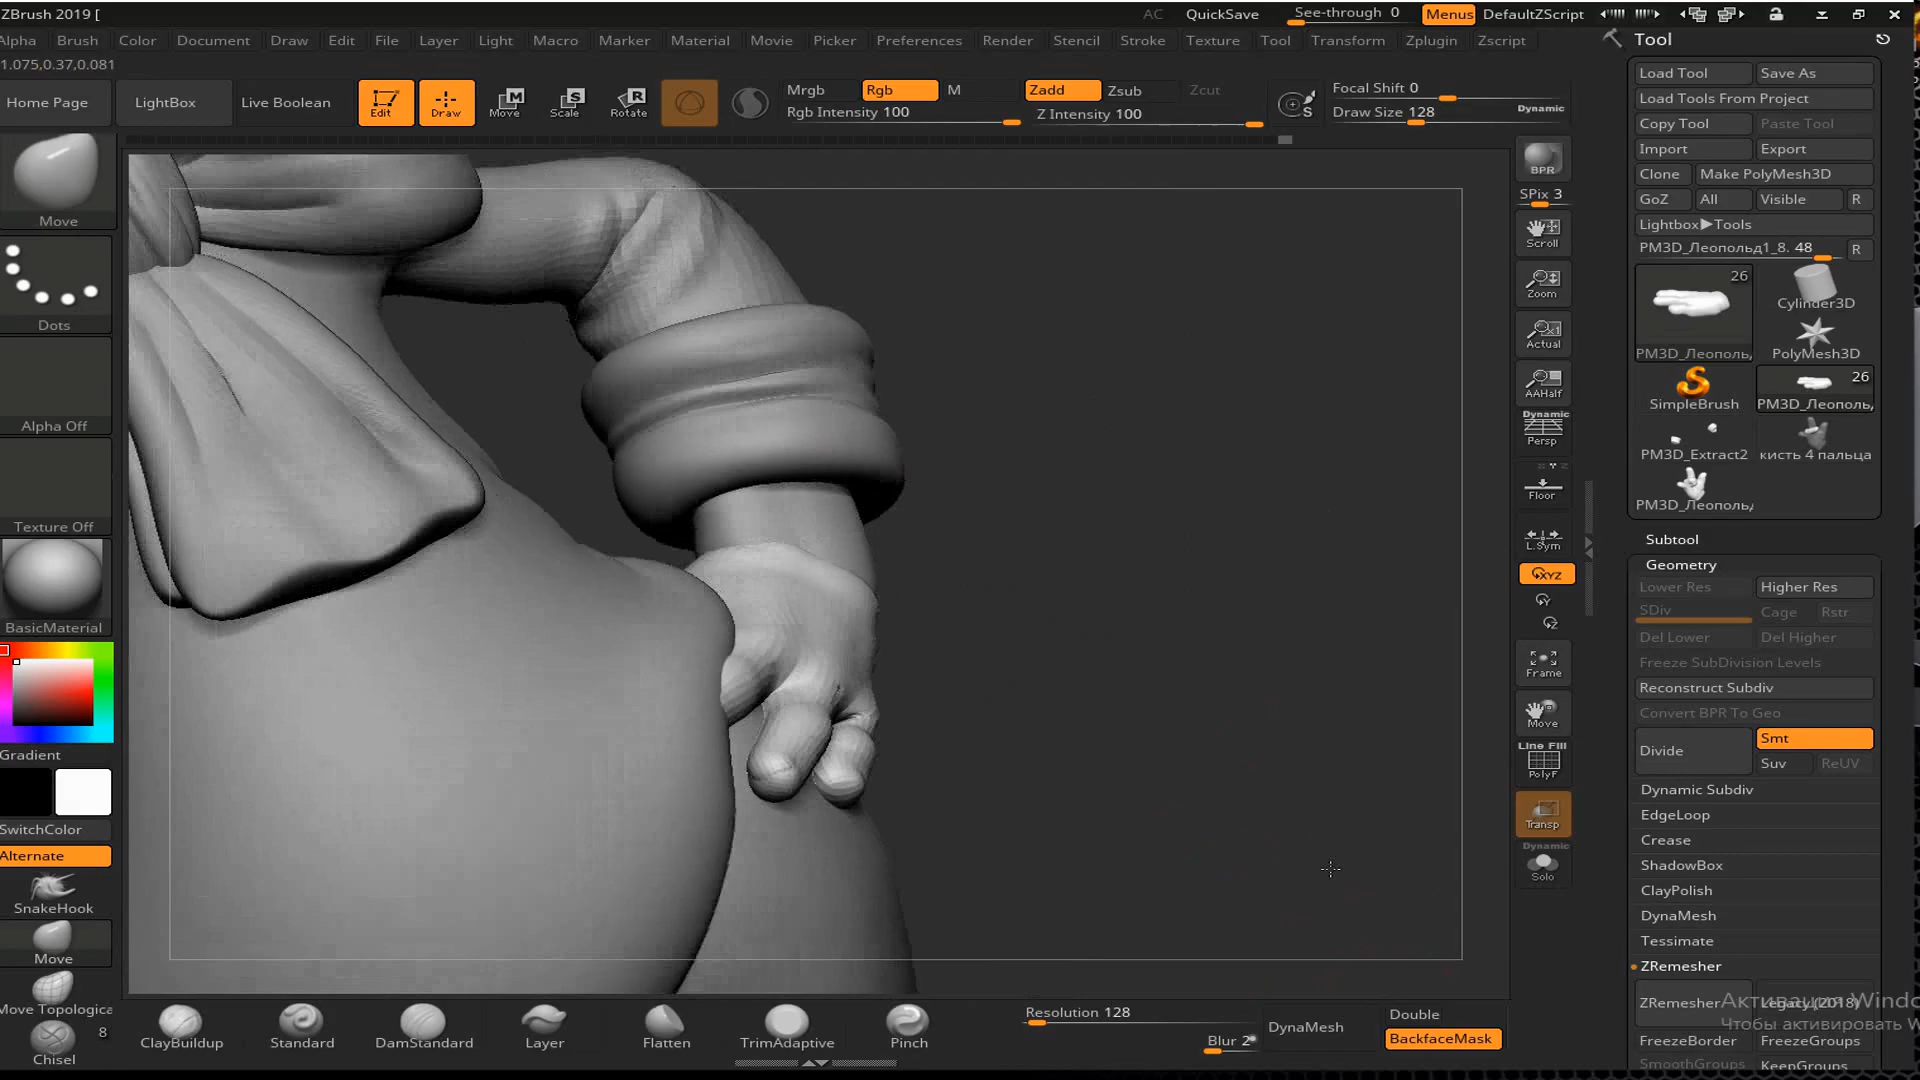 ZBrush 2019 [
AC QuickSave See-through 0 Menus DefaultZScript
Alpha Brush Color Document Draw Edit File Layer Light Macro Marker Material Movie Picker Preferences Render Stencil Stroke Texture Tool Transform Zplugin Zscript
1.075,0.37,0.081
Home Page LightBox Live Boolean Edit Draw Move Scale Rotate
Mrgb Rgb M Zadd Zsub Zcut
Rgb Intensity 100 Z Intensity 100
Focal Shift 0
Draw Size 128 Dynamic
Move
Dots
Alpha Off
Texture Off
BasicMaterial
Gradient
SwitchColor
Alternate
SnakeHook
Move
Move Topologica
8
Chisel
ClayBuildup Standard DamStandard Layer Flatten TrimAdaptive Pinch
Resolution 128
Blur 2
DynaMesh
Double
BackfaceMask
BPR
SPix 3
Scroll
Zoom
Actual
AAHalf
Dynamic
Persp
Floor
L.Sym
XYZ
Y
Z
Frame
Move
Line Fill
PolyF
Transp
Dynamic
Solo
Tool
Load Tool Save As
Load Tools From Project
Copy Tool Paste Tool
Import Export
Clone Make PolyMesh3D
GoZ All Visible R
Lightbox▶Tools
PM3D_Леопольд1_8. 48 R
26
Cylinder3D
PM3D_Леополь, PolyMesh3D
26
SimpleBrush PM3D_Леополь,
PM3D_Extract2 кисть 4 пальца
PM3D_Леополь,
Subtool
Geometry
Lower Res Higher Res
SDiv Cage Rstr
Del Lower Del Higher
Freeze SubDivision Levels
Reconstruct Subdiv
Convert BPR To Geo
Divide Smt
Suv ReUV
Dynamic Subdiv
EdgeLoop
Crease
ShadowBox
ClayPolish
DynaMesh
Tessimate
ZRemesher
ZRemesher Legacy (2018)
Активация Windo
Чтобы активировать W
FreezeBorder FreezeGroups
SmoothGroups KeepGroups